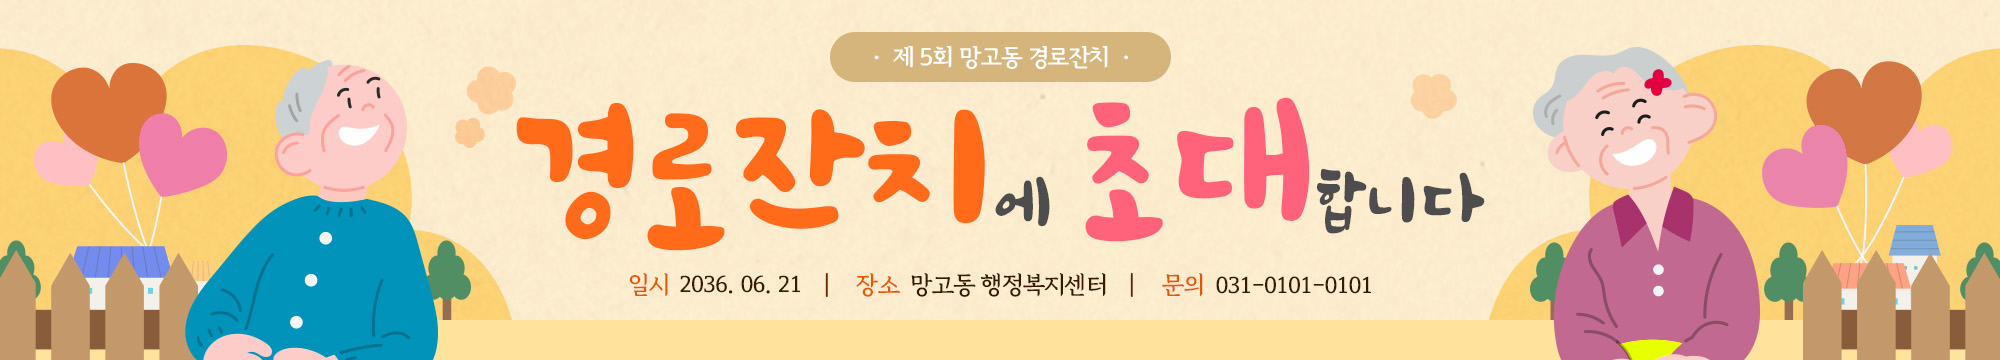 · 제 5회 망고동 경로잔치 ·
경로잔치에 초대합니다
일시 2036. 06. 21 | 장소 망고동 행정복지센터 | 문의 031-0101-0101